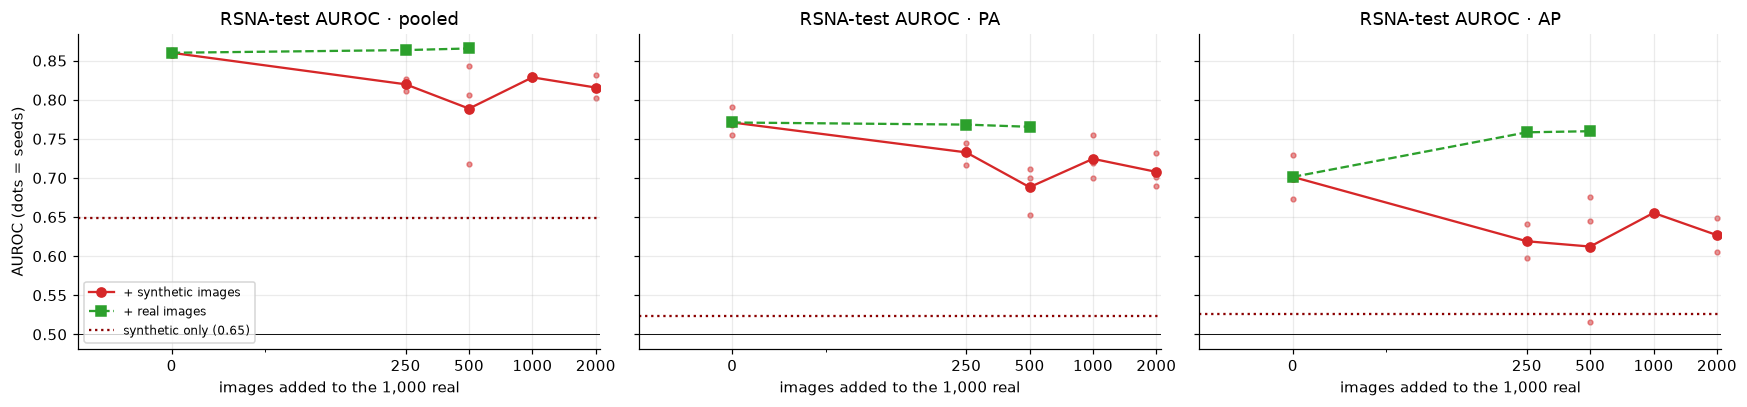 RSNA-test AUROC · pooled
RSNA-test AUROC · PA
RSNA-test AUROC · AP
AUROC (dots = seeds)
0.85
0.80
0.75
0.70
0.65
0.60
0.55
0.50
+ synthetic images
+ real images
synthetic only (0.65)
0 250 500 1000 2000
0 250 500 1000 2000
0 250 500 1000 2000
images added to the 1,000 real
images added to the 1,000 real
images added to the 1,000 real